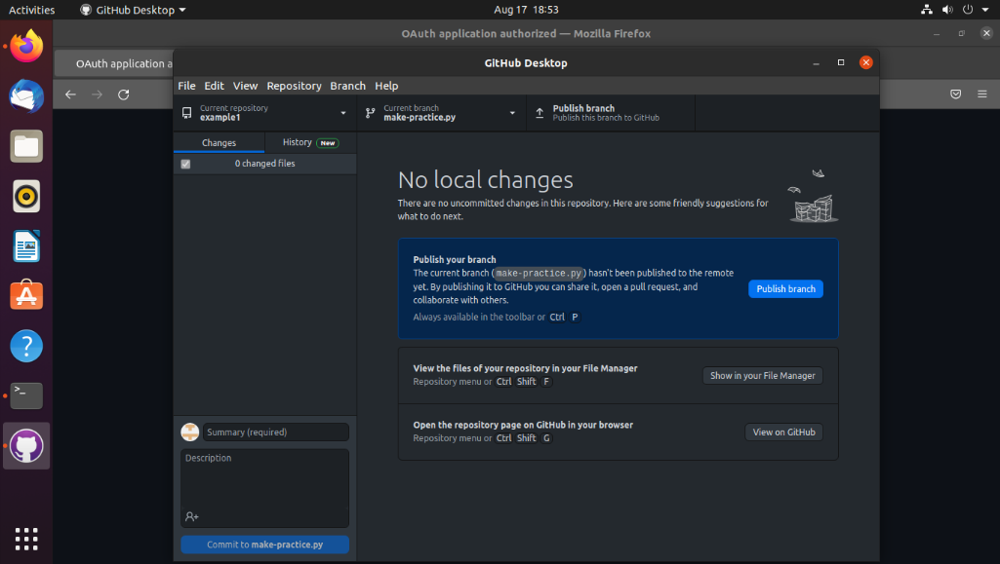 Activities
GitHub Desktop
Aug 17 18:53
OAuth application authorized — Mozilla Firefox
OAuth application a
GitHub Desktop
File Edit View Repository Branch Help
Current repository
example1
Current branch
make-practice.py
Publish branch
Publish this branch to GitHub
Changes
History New
0 changed files
No local changes
There are no uncommitted changes in this repository. Here are some friendly suggestions for
what to do next.
Publish your branch
The current branch (make-practice.py) hasn't been published to the remote
yet. By publishing it to GitHub you can share it, open a pull request, and
collaborate with others.
Always available in the toolbar or Ctrl P
Publish branch
View the files of your repository in your File Manager
Repository menu or Ctrl Shift F
Show in your File Manager
Open the repository page on GitHub in your browser
Repository menu or Ctrl Shift G
View on GitHub
Summary (required)
Description
Commit to make-practice.py